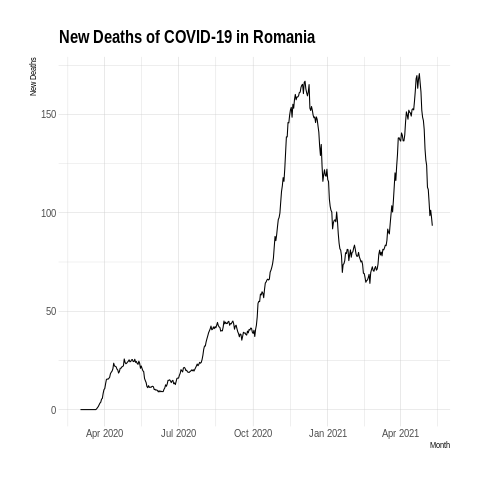 New Deaths of COVID-19 in Romania
New Deaths
150
100
50
0
Apr 2020 Jul 2020 Oct 2020 Jan 2021 Apr 2021
Month